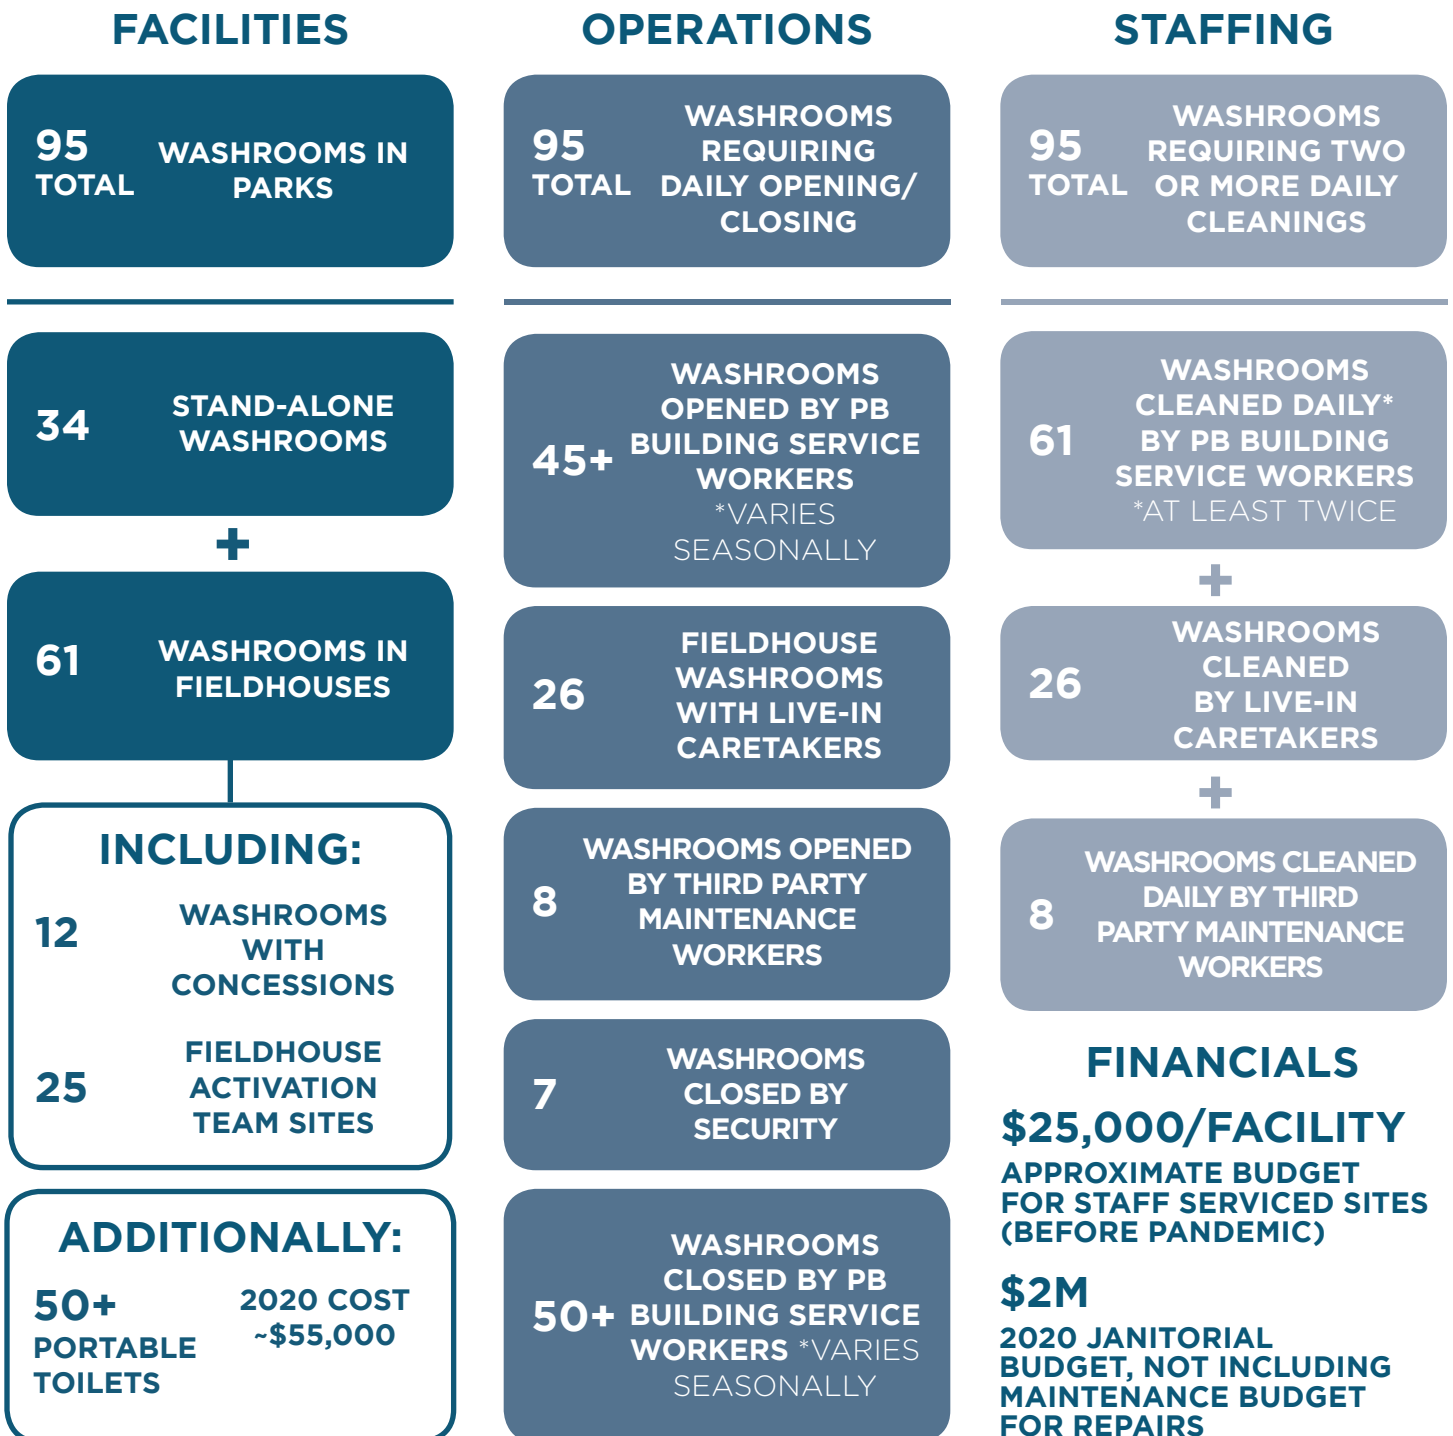 FACILITIES
95
TOTAL
WASHROOMS IN
PARKS
34
STAND-ALONE
WASHROOMS
+
61
WASHROOMS IN
FIELDHOUSES
INCLUDING:
12
WASHROOMS
WITH
CONCESSIONS
25
FIELDHOUSE
ACTIVATION
TEAM SITES
ADDITIONALLY:
50+
PORTABLE
TOILETS
2020 COST
~$55,000
OPERATIONS
95
TOTAL
WASHROOMS
REQUIRING
DAILY OPENING/
CLOSING
45+
WASHROOMS
OPENED BY PB
BUILDING SERVICE
WORKERS
*VARIES
SEASONALLY
26
FIELDHOUSE
WASHROOMS
WITH LIVE-IN
CARETAKERS
8
WASHROOMS OPENED
BY THIRD PARTY
MAINTENANCE
WORKERS
7
WASHROOMS
CLOSED BY
SECURITY
50+
WASHROOMS
CLOSED BY PB
BUILDING SERVICE
WORKERS *VARIES
SEASONALLY
STAFFING
95
TOTAL
WASHROOMS
REQUIRING TWO
OR MORE DAILY
CLEANINGS
61
WASHROOMS
CLEANED DAILY*
BY PB BUILDING
SERVICE WORKERS
*AT LEAST TWICE
+
26
WASHROOMS
CLEANED
BY LIVE-IN
CARETAKERS
+
8
WASHROOMS CLEANED
DAILY BY THIRD
PARTY MAINTENANCE
WORKERS
FINANCIALS
$25,000/FACILITY
APPROXIMATE BUDGET
FOR STAFF SERVICED SITES
(BEFORE PANDEMIC)
$2M
2020 JANITORIAL
BUDGET, NOT INCLUDING
MAINTENANCE BUDGET
FOR REPAIRS